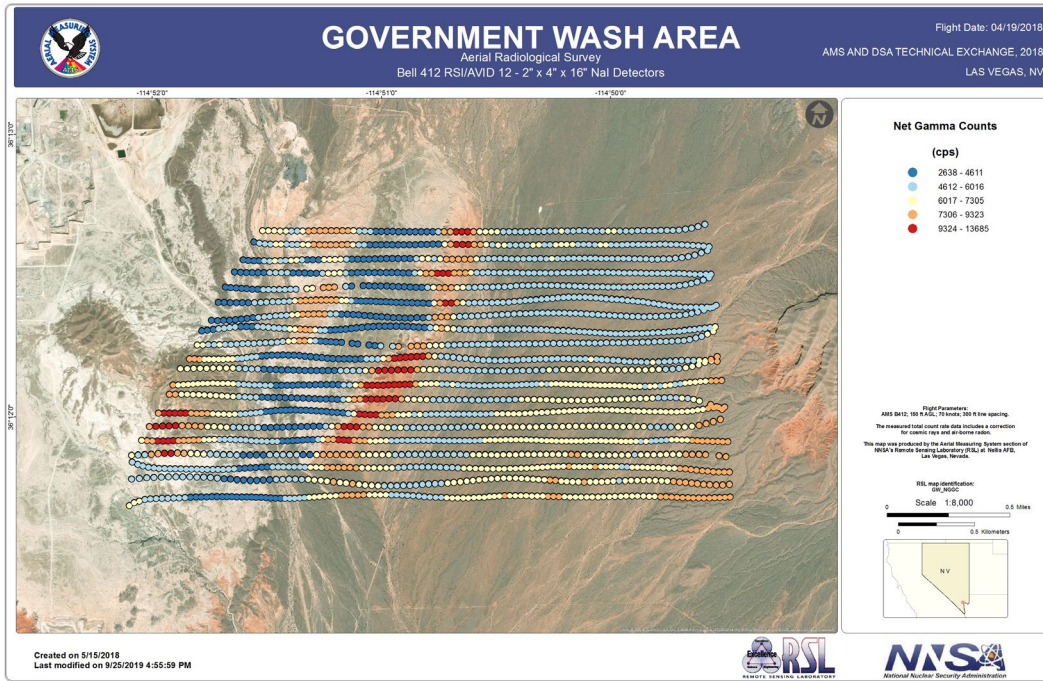 GOVERNMENT WASH AREA
Aerial Radiological Survey
Bell 412 RSI/AVID 12 - 2" x 4" x 16" NaI Detectors
Flight Date: 04/19/2018
AMS AND DSA TECHNICAL EXCHANGE, 2018
LAS VEGAS, NV
AERIAL MEASURING SYSTEM
AMS
-114°52'0"
-114°51'0"
-114°50'0"
36°13'0"
36°12'0"
N
Net Gamma Counts
(cps)
2638 - 4611
4612 - 6016
6017 - 7305
7306 - 9323
9324 - 13685
Flight Parameters:
AMS B412; 150 ft AGL; 70 knots; 300 ft line spacing.
The measured total count rate data includes a correction
for cosmic rays and air-borne radon.
This map was produced by the Aerial Measuring System section of
NNSA's Remote Sensing Laboratory (RSL) at Nellis AFB,
Las Vegas, Nevada.
RSL map identification:
GW_NGGC
Scale 1:8,000
0 0.5 Miles
0 0.5 Kilometers
NV
Created on 5/15/2018
Last modified on 9/25/2019 4:55:59 PM
Excellence
RSL
REMOTE SENSING LABORATORY
NNSA
National Nuclear Security Administration